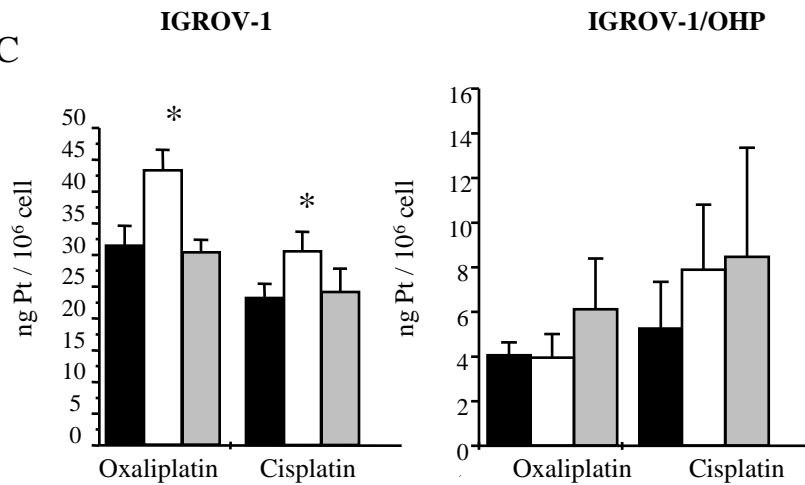 C
IGROV-1
IGROV-1/OHP
ng Pt / 10⁶ cell
50
45
40
35
30
25
20
15
10
5
0
*
*
Oxaliplatin
Cisplatin
ng Pt / 10⁶ cell
16
14
12
10
8
6
4
2
0
Oxaliplatin
Cisplatin